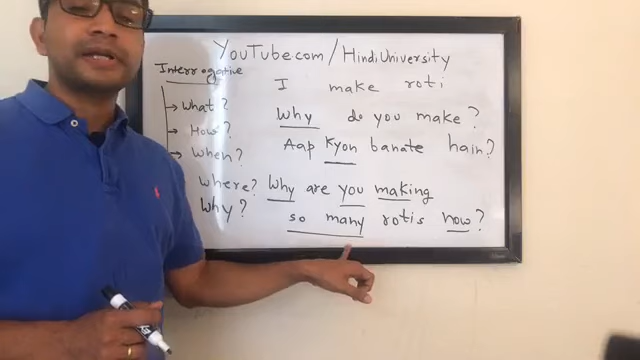 YouTube.com/HindiUniversity
Interrogative
What?
How?
When?
where?
Why?
I make roti
Why do you make?
Aap Kyon banate hain?
Why are you making
so many rotis now?